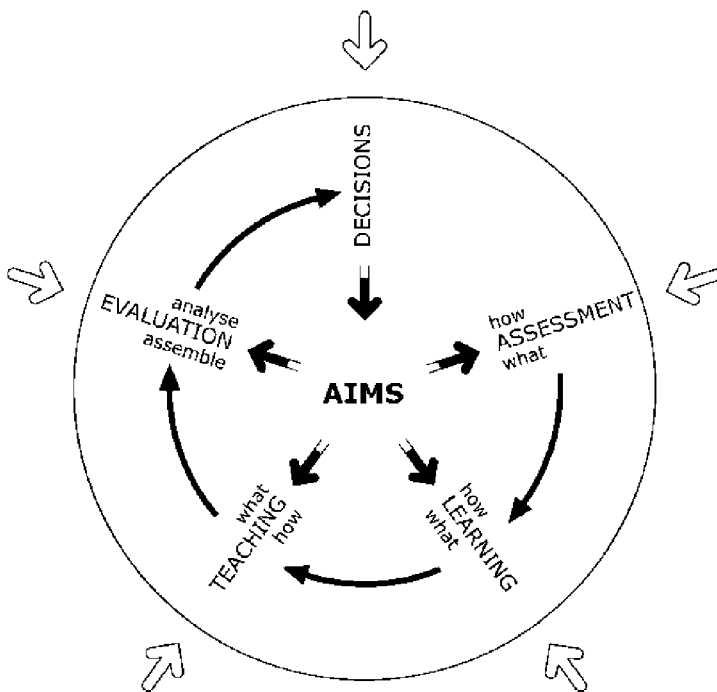 DECISIONS
how
ASSESSMENT
what
how
LEARNING
what
what
TEACHING
how
analyse
EVALUATION
assemble
AIMS